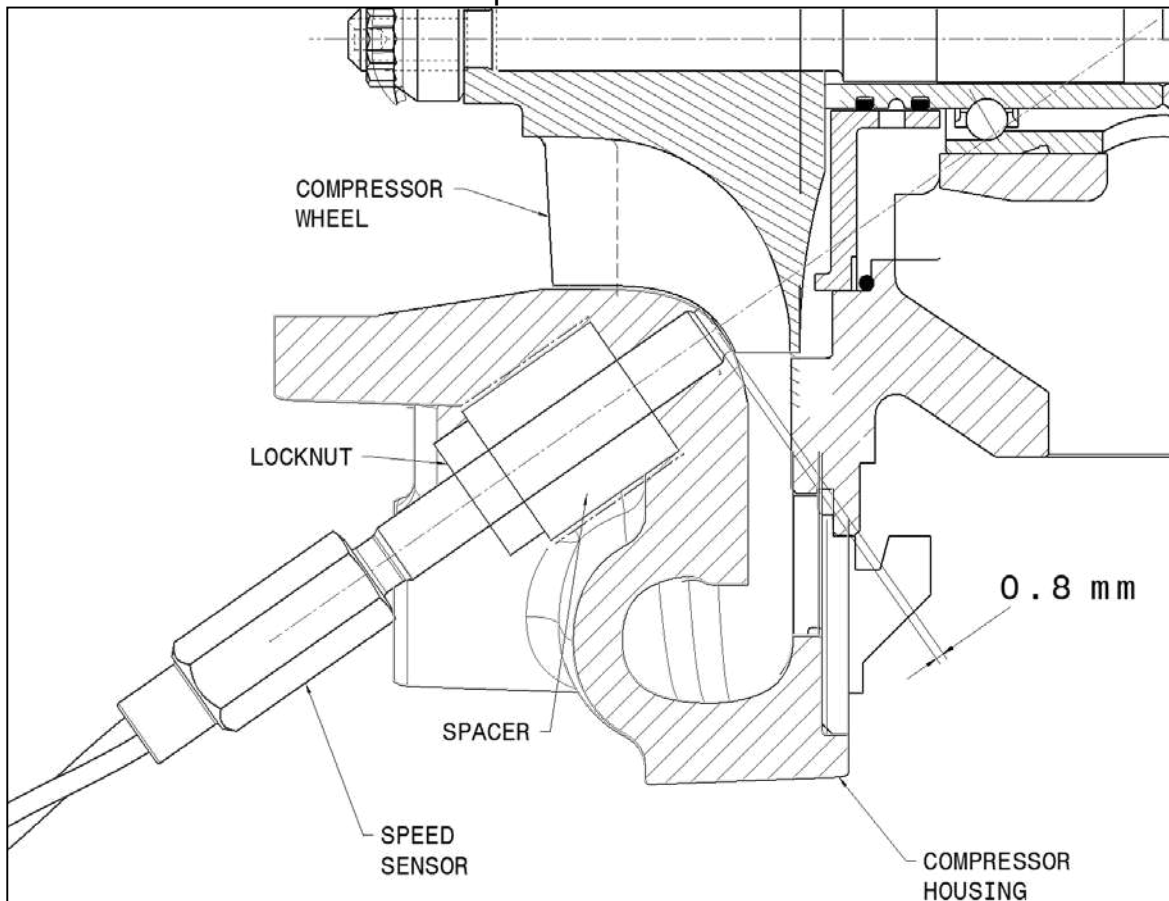 COMPRESSOR
WHEEL
LOCKNUT
0.8 mm
SPACER
SPEED
SENSOR
COMPRESSOR
HOUSING